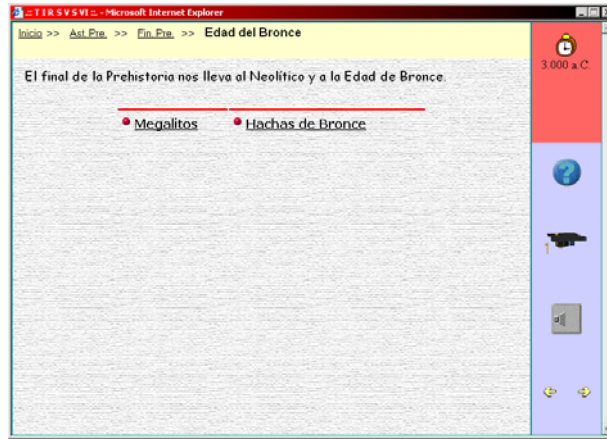 .:: T I R S V S V I ::. - Microsoft Internet Explorer
Inicio >> Ast.Pre. >> Fin.Pre. >> Edad del Bronce
3.000 a.C.
El final de la Prehistoria nos lleva al Neolítico y a la Edad de Bronce.
Megalitos Hachas de Bronce
?
1